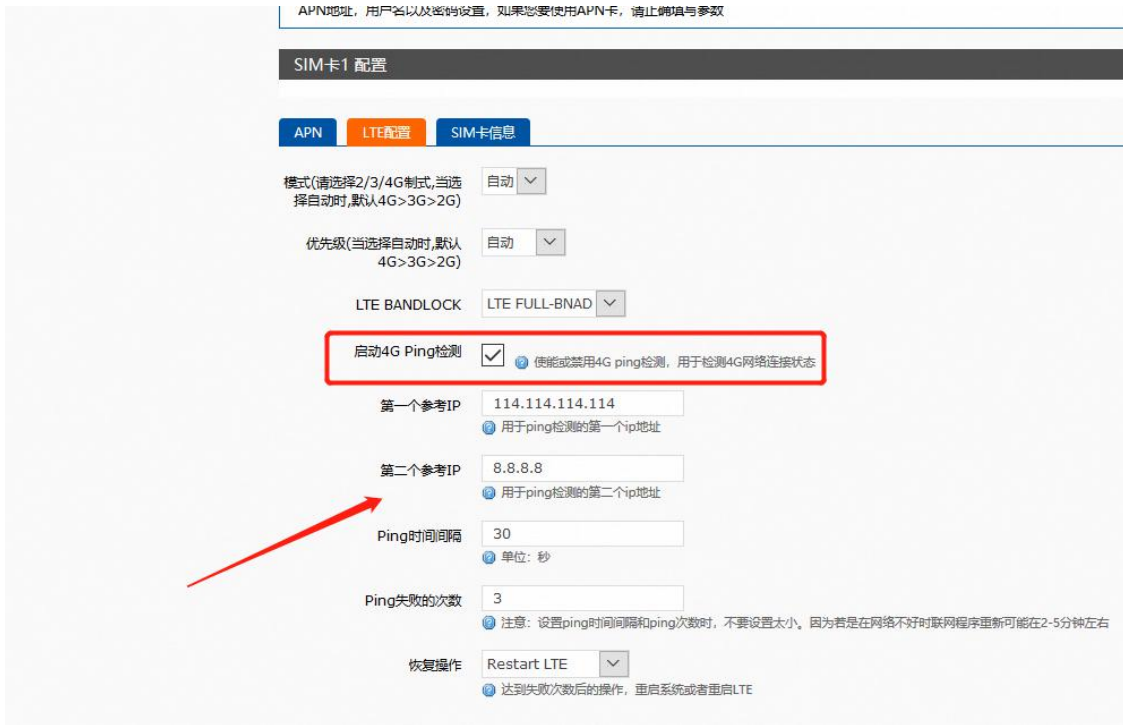 APN地址，用户名以及密码设置，如果您要使用APN卡，请正确填写参数
SIM卡1 配置
APN
LTE配置
SIM卡信息
模式(请选择2/3/4G制式,当选
择自动时,默认4G>3G>2G)
自动
优先级(当选择自动时,默认
4G>3G>2G)
自动
LTE BANDLOCK
LTE FULL-BNAD
启动4G Ping检测
使能或禁用4G ping检测，用于检测4G网络连接状态
第一个参考IP
114.114.114.114
用于ping检测的第一个ip地址
第二个参考IP
8.8.8.8
用于ping检测的第二个ip地址
Ping时间间隔
30
单位：秒
Ping失败的次数
3
注意：设置ping时间间隔和ping次数时，不要设置太小。因为若是在网络不好时联网程序重新可能在2-5分钟左右
恢复操作
Restart LTE
达到失败次数后的操作，重启系统或者重启LTE